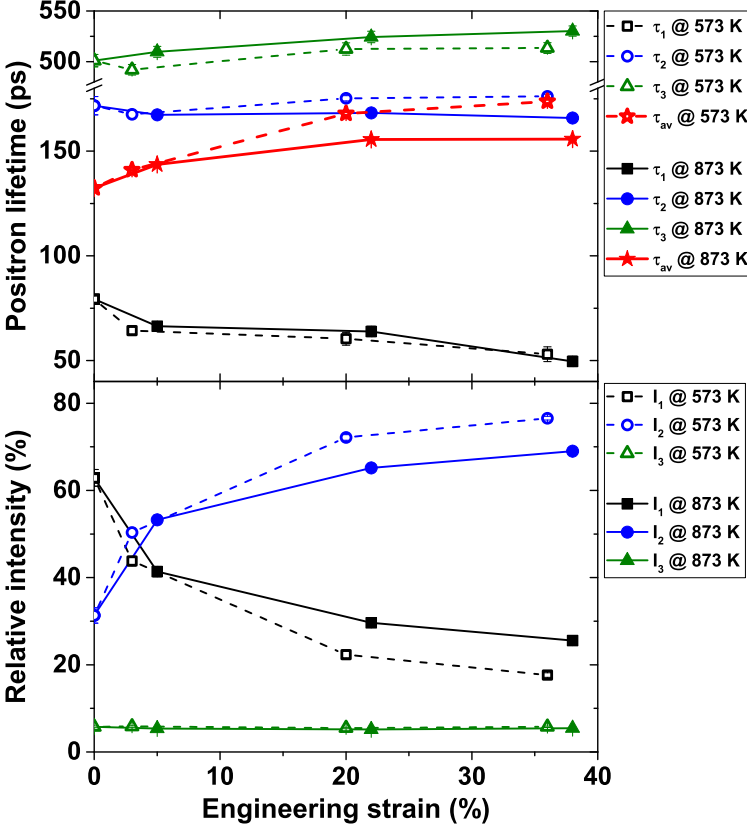 550
500
150
100
50
Positron lifetime (ps)
τ1 @ 573 K
τ2 @ 573 K
τ3 @ 573 K
τav @ 573 K
τ1 @ 873 K
τ2 @ 873 K
τ3 @ 873 K
τav @ 873 K
80
60
40
20
0
Relative intensity (%)
I1 @ 573 K
I2 @ 573 K
I3 @ 573 K
I1 @ 873 K
I2 @ 873 K
I3 @ 873 K
0 10 20 30 40
Engineering strain (%)